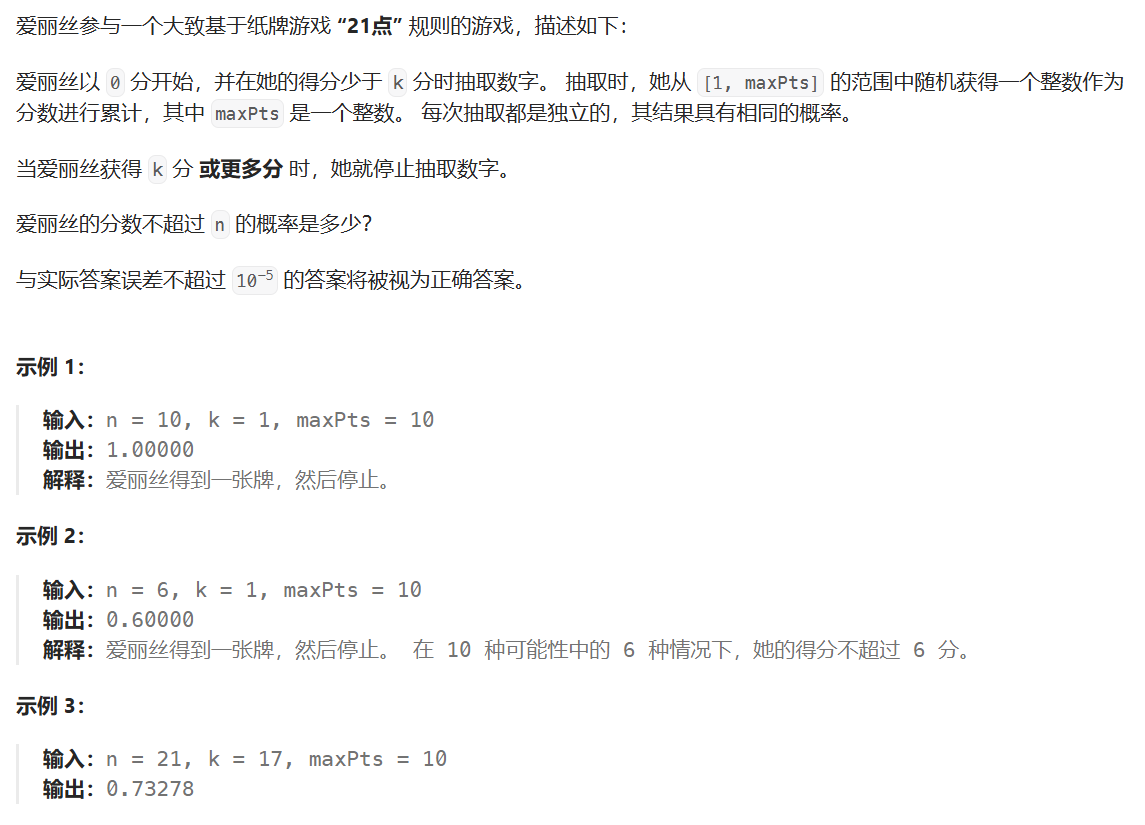 爱丽丝参与一个大致基于纸牌游戏 “21点” 规则的游戏，描述如下：
爱丽丝以 0 分开始，并在她的得分少于 k 分时抽取数字。 抽取时，她从 [1, maxPts] 的范围中随机获得一个整数作为
分数进行累计，其中 maxPts 是一个整数。 每次抽取都是独立的，其结果具有相同的概率。
当爱丽丝获得 k 分 或更多分 时，她就停止抽取数字。
爱丽丝的分数不超过 n 的概率是多少？
与实际答案误差不超过 10⁻⁵ 的答案将被视为正确答案。
示例 1：
输入：n = 10, k = 1, maxPts = 10
输出：1.00000
解释：爱丽丝得到一张牌，然后停止。
示例 2：
输入：n = 6, k = 1, maxPts = 10
输出：0.60000
解释：爱丽丝得到一张牌，然后停止。 在 10 种可能性中的 6 种情况下，她的得分不超过 6 分。
示例 3：
输入：n = 21, k = 17, maxPts = 10
输出：0.73278